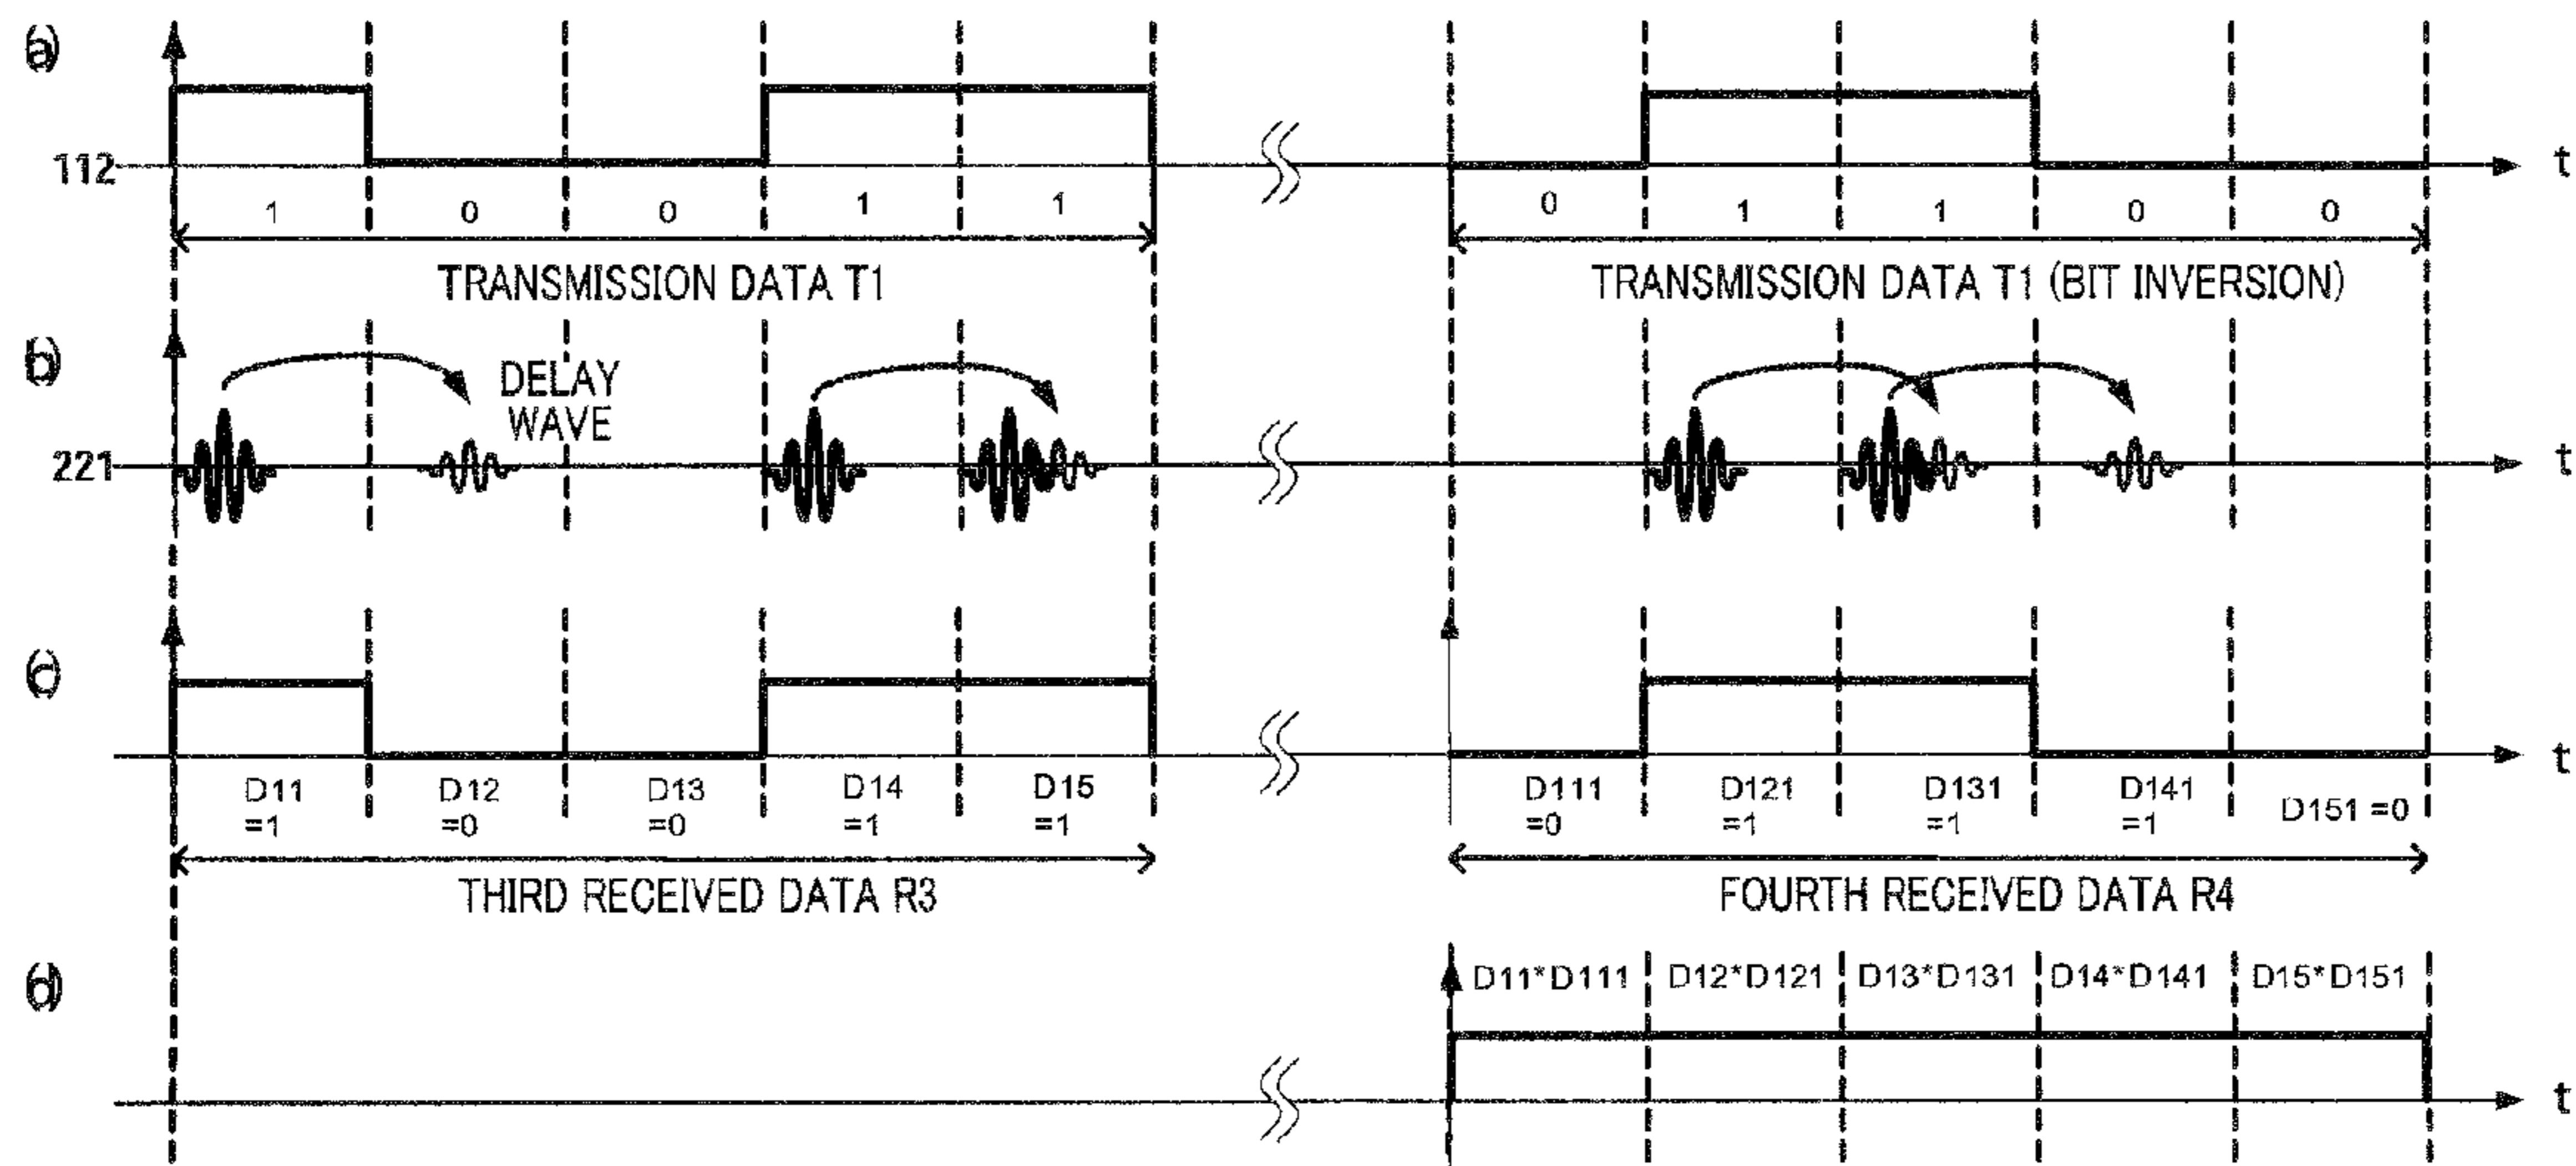 a)
112
t
1 0 0 1 1 0 1 1 0 0
TRANSMISSION DATA T1 TRANSMISSION DATA T1 (BIT INVERSION)
b)
DELAY
WAVE
221
t
c)
t
D11 D12 D13 D14 D15 D111 D121 D131 D141 D151 =0
=1 =0 =0 =1 =1 =0 =1 =1 =1
THIRD RECEIVED DATA R3 FOURTH RECEIVED DATA R4
d)
D11*D111 D12*D121 D13*D131 D14*D141 D15*D151
t